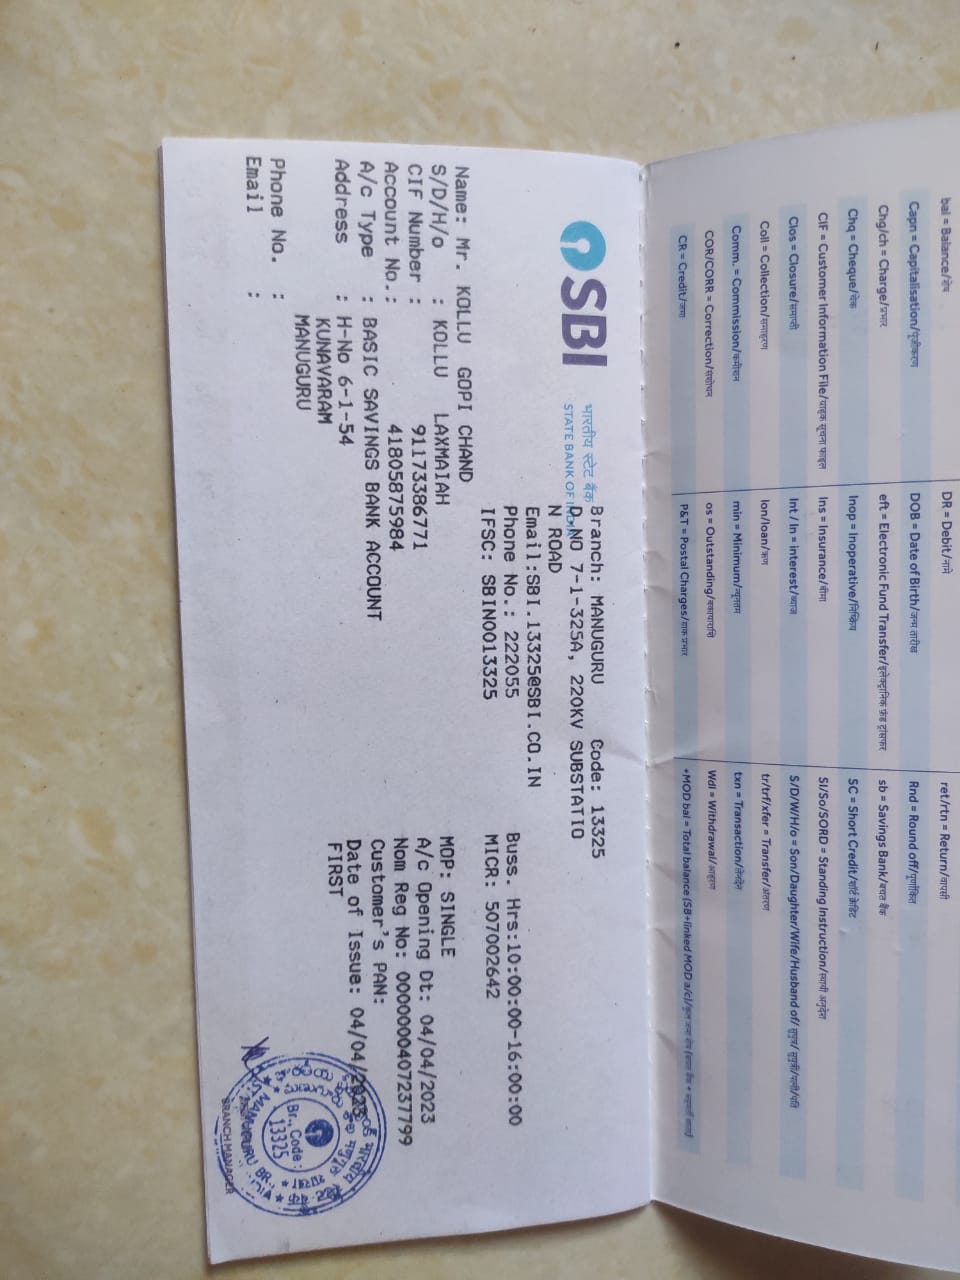 bal = Balance/शेष
Capn = Capitalisation/पूंजीकरण
Chg/ch = Charge/प्रभार
Chq = Cheque/चेक
CIF = Customer Information File/ग्राहक सूचना फाइल
Clos = Closure/समाप्ती
Coll = Collection/समाहरण
Comm. = Commission/कमीशन
COR/CORR = Correction/संशोधन
CR = Credit/जमा
DR = Debit/नामे
DOB = Date of Birth/जन्म तारीख
eft = Electronic Fund Transfer/इलेक्ट्रानिक फ़ंड ट्रांसफर
Inop = Inoperative/निष्क्रिय
Ins = Insurance/बीमा
Int / In = interest/ब्याज
lon/loan/ऋण
min = Minimum/न्यूनतम
os = Outstanding/बकायाराशि
P&T = Postal Charges/डाक प्रभार
ret/rtn = Return/वापसी
Rnd = Round off/पूर्णांकित
sb = Savings Bank/बचत बैंक
SC = Short Credit/शॉर्ट क्रेडिट
SI/So/SORD = Standing Instruction/स्थायी अनुदेश
S/D/W/H/o = Son/Daughter/Wife/Husband of/सुपुत्र/सुपुत्री/पत्नी/पति
tr/trf/xfer = Transfer/अंतरण
txn = Transaction/लेनदेन
Wdl = Withdrawal/आहरण
+MOD bal = Total balance (SB+linked MOD a/c)/
SBI
भारतीय स्टेट बैंक
STATE BANK OF INDIA
Branch: MANUGURU Code: 13325
D NO 7-1-325A, 220KV SUBSTATIO
N ROAD
Email:SBI.13325@SBI.CO.IN
Phone No.: 222055 Buss. Hrs:10:00:00-16:00:00
IFSC: SBIN0013325 MICR: 507002642
Name: Mr. KOLLU GOPI CHAND
S/D/H/o : KOLLU LAXMAIAH MOP: SINGLE
CIF Number : 91173386771 A/c Opening Dt: 04/04/2023
Account No.: 41805875984 Nom Reg No: 0000000407237799
A/c Type : BASIC SAVINGS BANK ACCOUNT Customer's PAN:
Address : H-No 6-1-54 Date of Issue: 04/04/2023
KUNAVARAM FIRST
MANUGURU
Phone No. :
Email :
Br., Code:
13325
MANUGURU BR.
BRANCH MANAGER